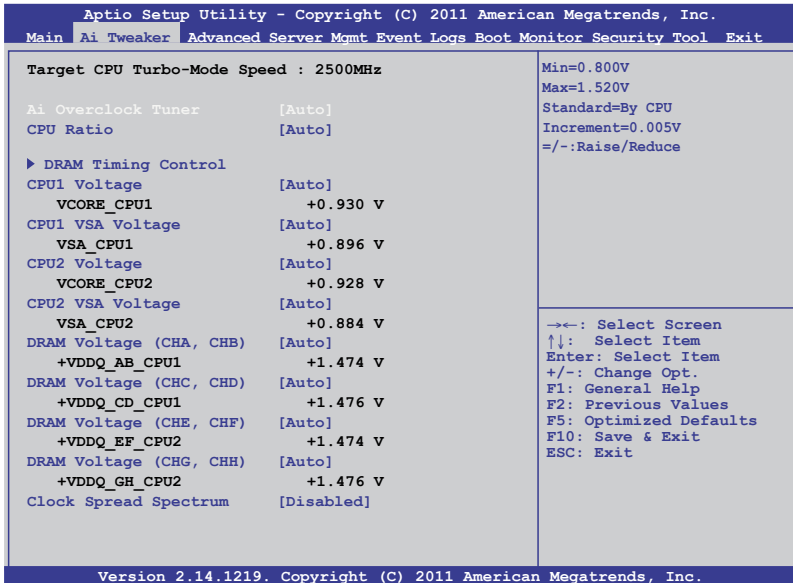 Aptio Setup Utility - Copyright (C) 2011 American Megatrends, Inc.
Main Ai Tweaker Advanced Server Mgmt Event Logs Boot Monitor Security Tool Exit
Target CPU Turbo-Mode Speed : 2500MHz
Ai Overclock Tuner [Auto]
CPU Ratio [Auto]
DRAM Timing Control
CPU1 Voltage [Auto]
VCORE_CPU1 +0.930 V
CPU1 VSA Voltage [Auto]
VSA_CPU1 +0.896 V
CPU2 Voltage [Auto]
VCORE_CPU2 +0.928 V
CPU2 VSA Voltage [Auto]
VSA_CPU2 +0.884 V
DRAM Voltage (CHA, CHB) [Auto]
+VDDQ_AB_CPU1 +1.474 V
DRAM Voltage (CHC, CHD) [Auto]
+VDDQ_CD_CPU1 +1.476 V
DRAM Voltage (CHE, CHF) [Auto]
+VDDQ_EF_CPU2 +1.474 V
DRAM Voltage (CHG, CHH) [Auto]
+VDDQ_GH_CPU2 +1.476 V
Clock Spread Spectrum [Disabled]
Min=0.800V
Max=1.520V
Standard=By CPU
Increment=0.005V
=/-:Raise/Reduce
→←: Select Screen
↑↓: Select Item
Enter: Select Item
+/-: Change Opt.
F1: General Help
F2: Previous Values
F5: Optimized Defaults
F10: Save & Exit
ESC: Exit
Version 2.14.1219. Copyright (C) 2011 American Megatrends, Inc.